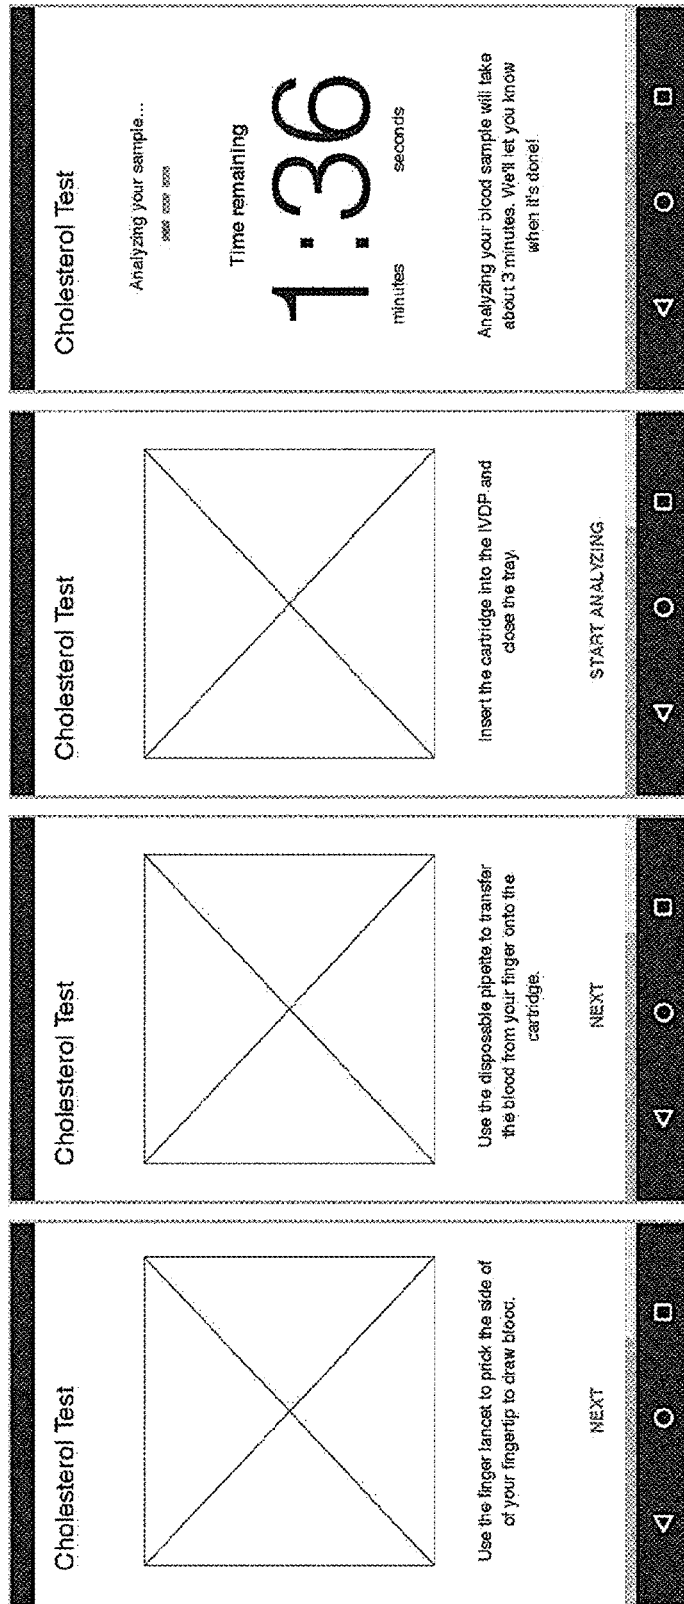 Cholesterol Test
Use the finger lancet to prick the side of
of your fingertip to draw blood.
NEXT
Cholesterol Test
Use the disposable pipette to transfer
the blood from your finger onto the
cartridge.
NEXT
Cholesterol Test
Insert the cartridge into the IVDP and
close the tray.
START ANALYZING
Cholesterol Test
Analyzing your sample...
Time remaining
1:36
minutes seconds
Analyzing your blood sample will take
about 3 minutes. We'll let you know
when it's done!